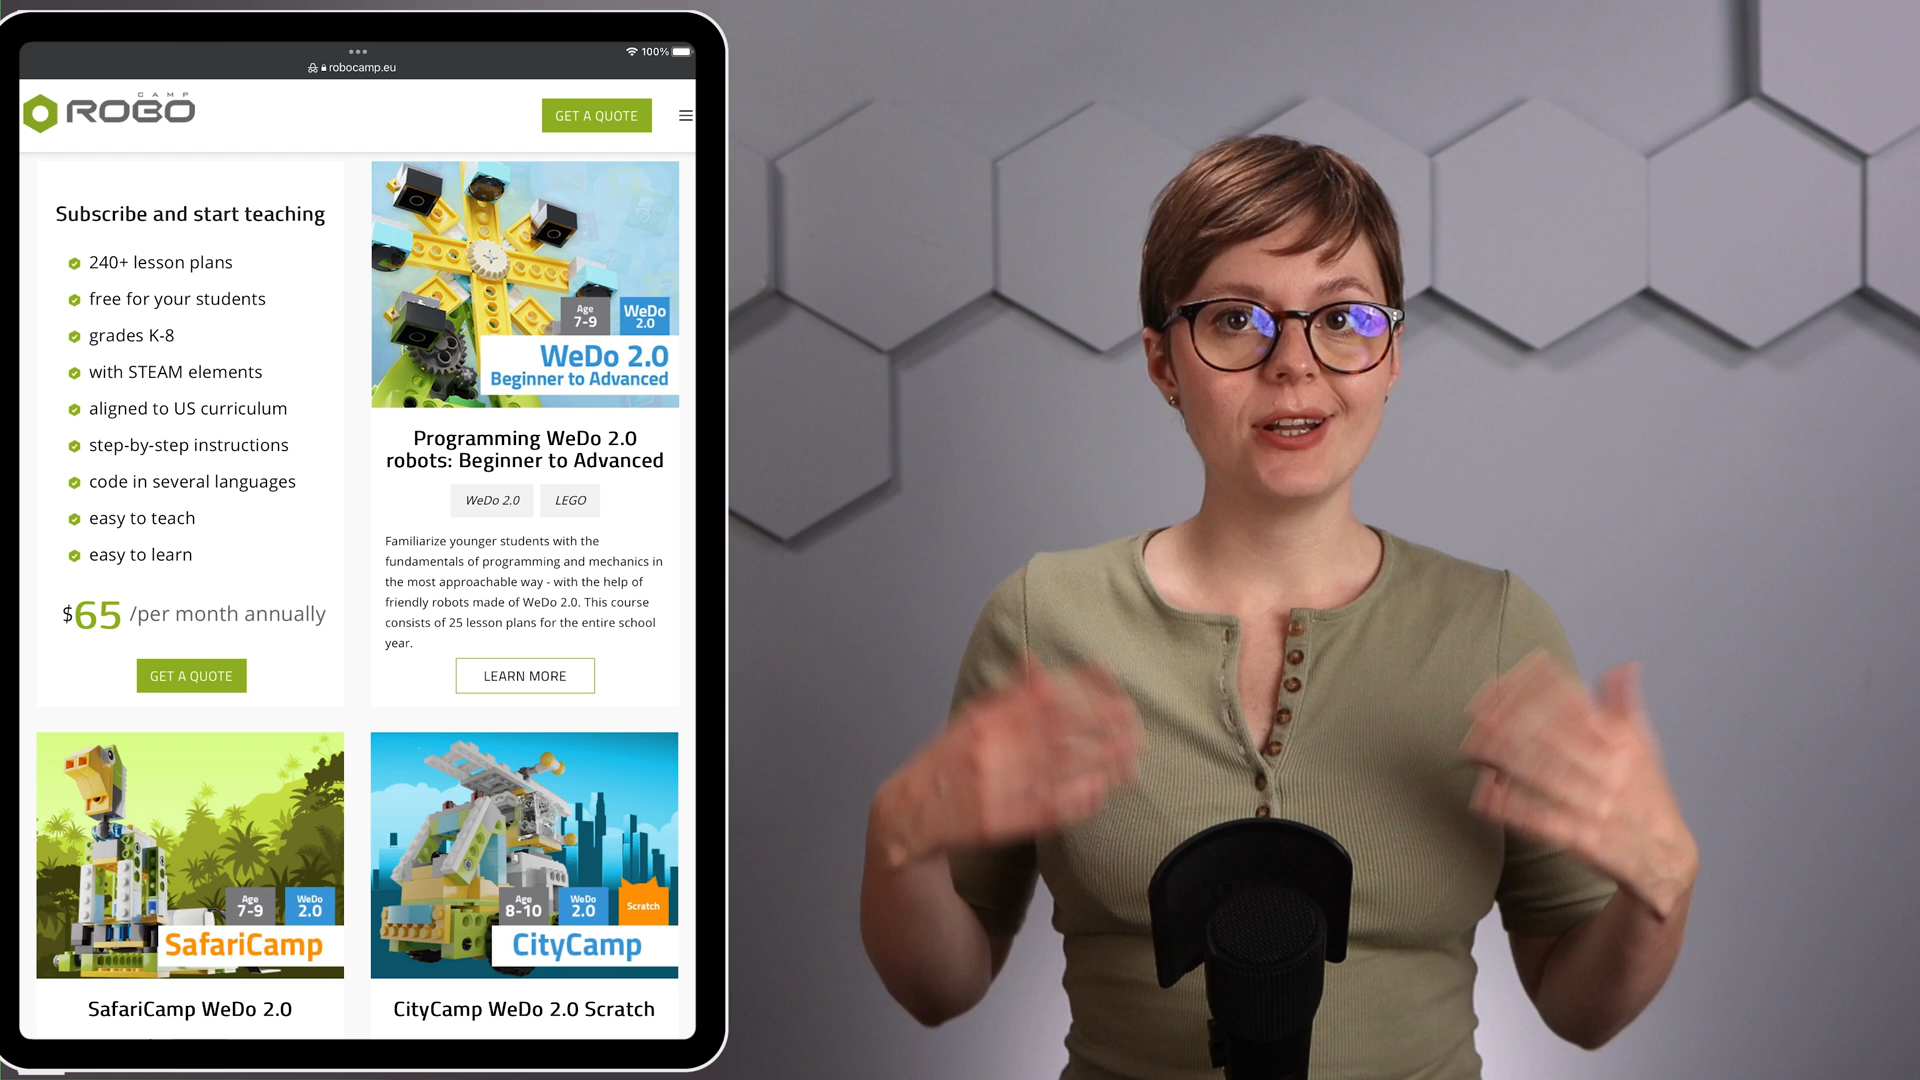 100%
robocamp.eu
CAMP
ROBO
GET A QUOTE
Subscribe and start teaching
240+ lesson plans
free for your students
grades K-8
with STEAM elements
aligned to US curriculum
step-by-step instructions
code in several languages
easy to teach
easy to learn
$65 /per month annually
GET A QUOTE
Age
7-9
WeDo
2.0
WeDo 2.0
Beginner to Advanced
Programming WeDo 2.0
robots: Beginner to Advanced
WeDo 2.0
LEGO
Familiarize younger students with the
fundamentals of programming and mechanics in
the most approachable way - with the help of
friendly robots made of WeDo 2.0. This course
consists of 25 lesson plans for the entire school
year.
LEARN MORE
Age
7-9
WeDo
2.0
SafariCamp
SafariCamp WeDo 2.0
Age
8-10
WeDo
2.0
Scratch
CityCamp
CityCamp WeDo 2.0 Scratch